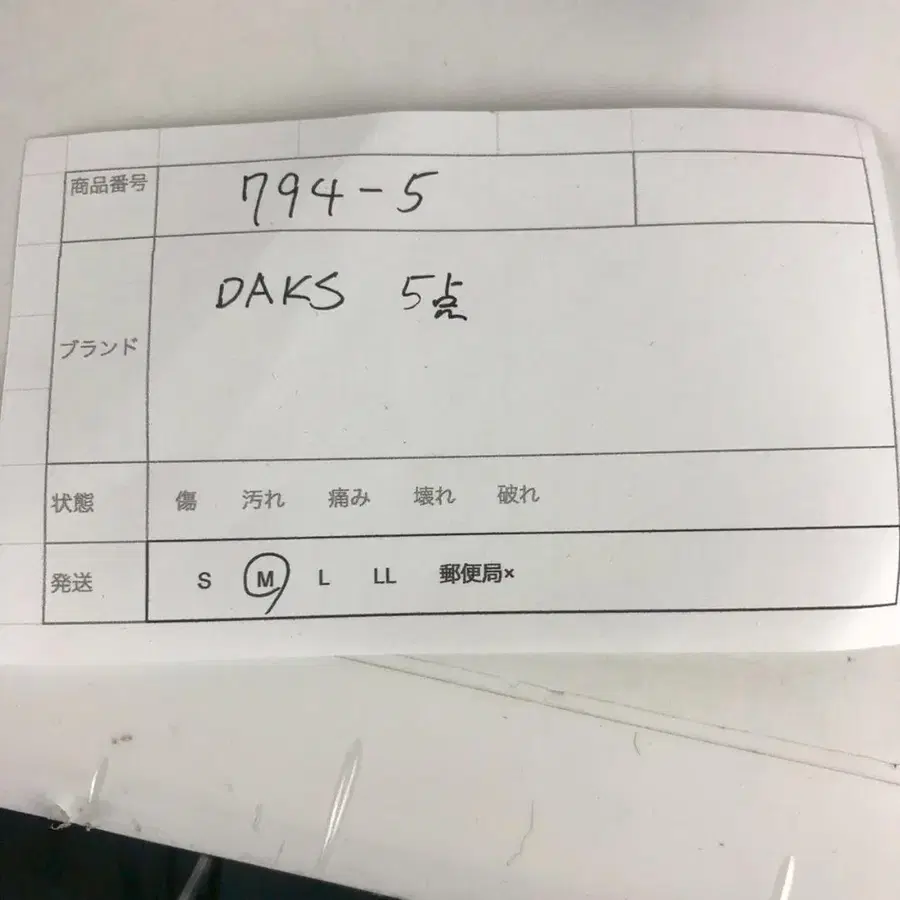 商品番号 794-5
ブランド DAKS 5点
状態 傷 汚れ 痛み 壊れ 破れ
発送 S M L LL 郵便局×